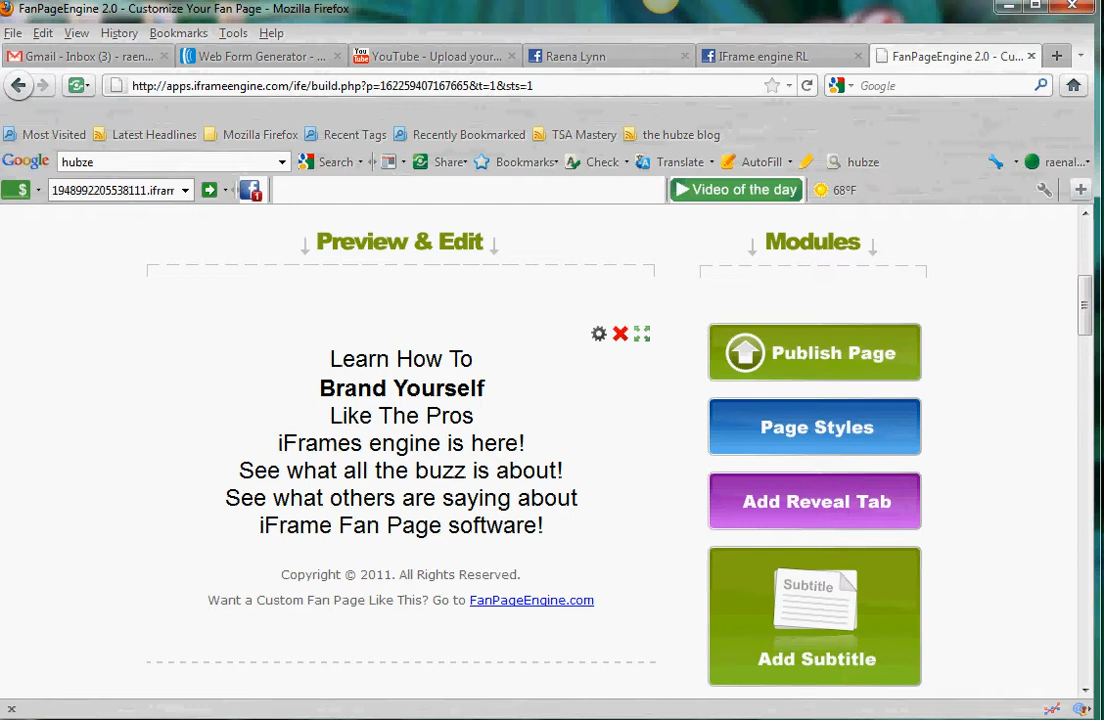 FanPageEngine 2.0 - Customize Your Fan Page - Mozilla Firefox
File Edit View History Bookmarks Tools Help
Gmail - Inbox (3) - raen... Web Form Generator - ... YouTube - Upload your... Raena Lynn IFrame engine RL FanPageEngine 2.0 - Cu...
http://apps.iframeengine.com/ife/build.php?p=162259407167665&t=1&sts=1 Google
Most Visited Latest Headlines Mozilla Firefox Recent Tags Recently Bookmarked TSA Mastery the hubze blog
Google hubze Search Share Bookmarks Check Translate AutoFill hubze raenal...
$ 1948992205538111.ifram 1 Video of the day 68°F
Preview & Edit
Modules
Learn How To
Brand Yourself
Like The Pros
iFrames engine is here!
See what all the buzz is about!
See what others are saying about
iFrame Fan Page software!
Copyright © 2011. All Rights Reserved.
Want a Custom Fan Page Like This? Go to FanPageEngine.com
Publish Page
Page Styles
Add Reveal Tab
Subtitle
Add Subtitle